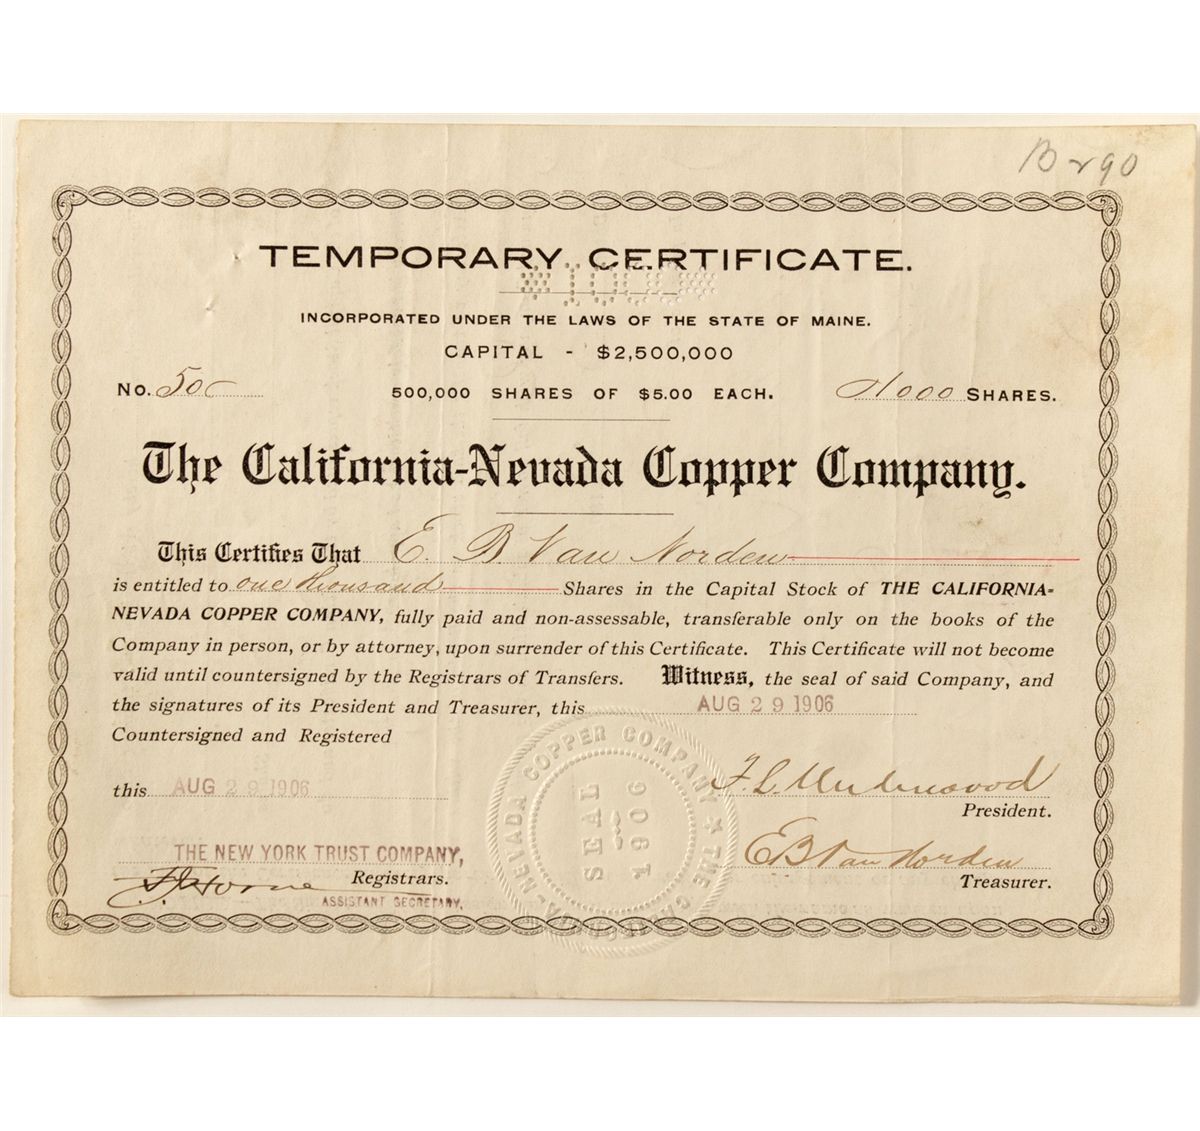 B 290
TEMPORARY CERTIFICATE.
*1000*
INCORPORATED UNDER THE LAWS OF THE STATE OF MAINE.
CAPITAL - $2,500,000
No. 500 500,000 SHARES OF $5.00 EACH. 1000 SHARES.
The California-Nevada Copper Company.
This Certifies That E. B. Van Norden
is entitled to one thousand Shares in the Capital Stock of THE CALIFORNIA-
NEVADA COPPER COMPANY, fully paid and non-assessable, transferable only on the books of the
Company in person, or by attorney, upon surrender of this Certificate. This Certificate will not become
valid until countersigned by the Registrars of Transfers. Witness, the seal of said Company, and
the signatures of its President and Treasurer, this AUG 29 1906
Countersigned and Registered
this AUG 29 1906
F. L. Underwood
President.
THE NEW YORK TRUST COMPANY,
Registrars.
ASSISTANT SECRETARY.
E B Van Norden
Treasurer.
THE CALIFORNIA-NEVADA COPPER COMPANY
SEAL
1906